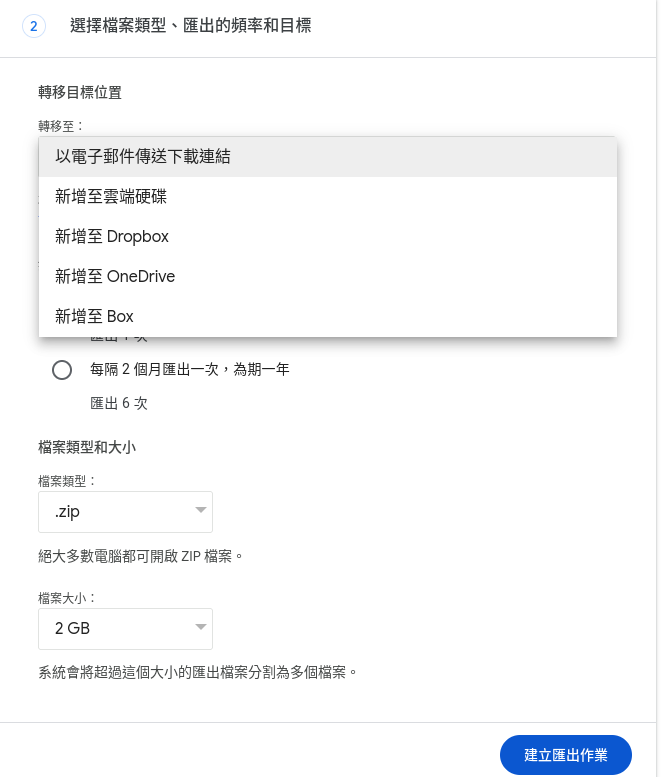 2
選擇檔案類型、匯出的頻率和目標
轉移目標位置
轉移至：
以電子郵件傳送下載連結
新增至雲端硬碟
新增至 Dropbox
新增至 OneDrive
新增至 Box
每隔 2 個月匯出一次，為期一年
匯出 6 次
檔案類型和大小
檔案類型：
.zip
絕大多數電腦都可開啟 ZIP 檔案。
檔案大小：
2 GB
系統會將超過這個大小的匯出檔案分割為多個檔案。
建立匯出作業